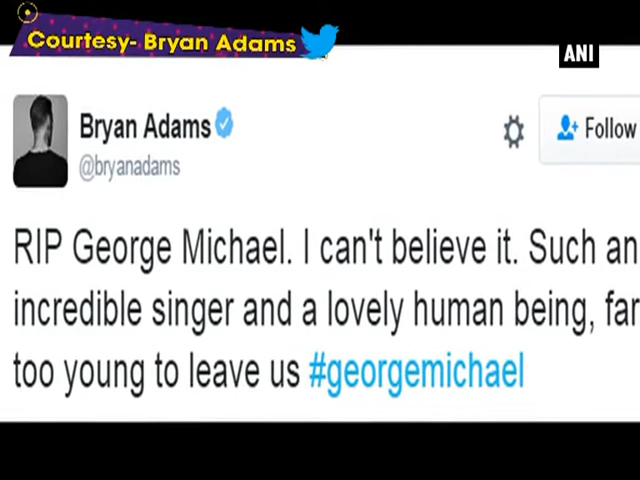 Courtesy- Bryan Adams
ANI
Bryan Adams
@bryanadams
Follow
RIP George Michael. I can't believe it. Such an
incredible singer and a lovely human being, far
too young to leave us #georgemichael